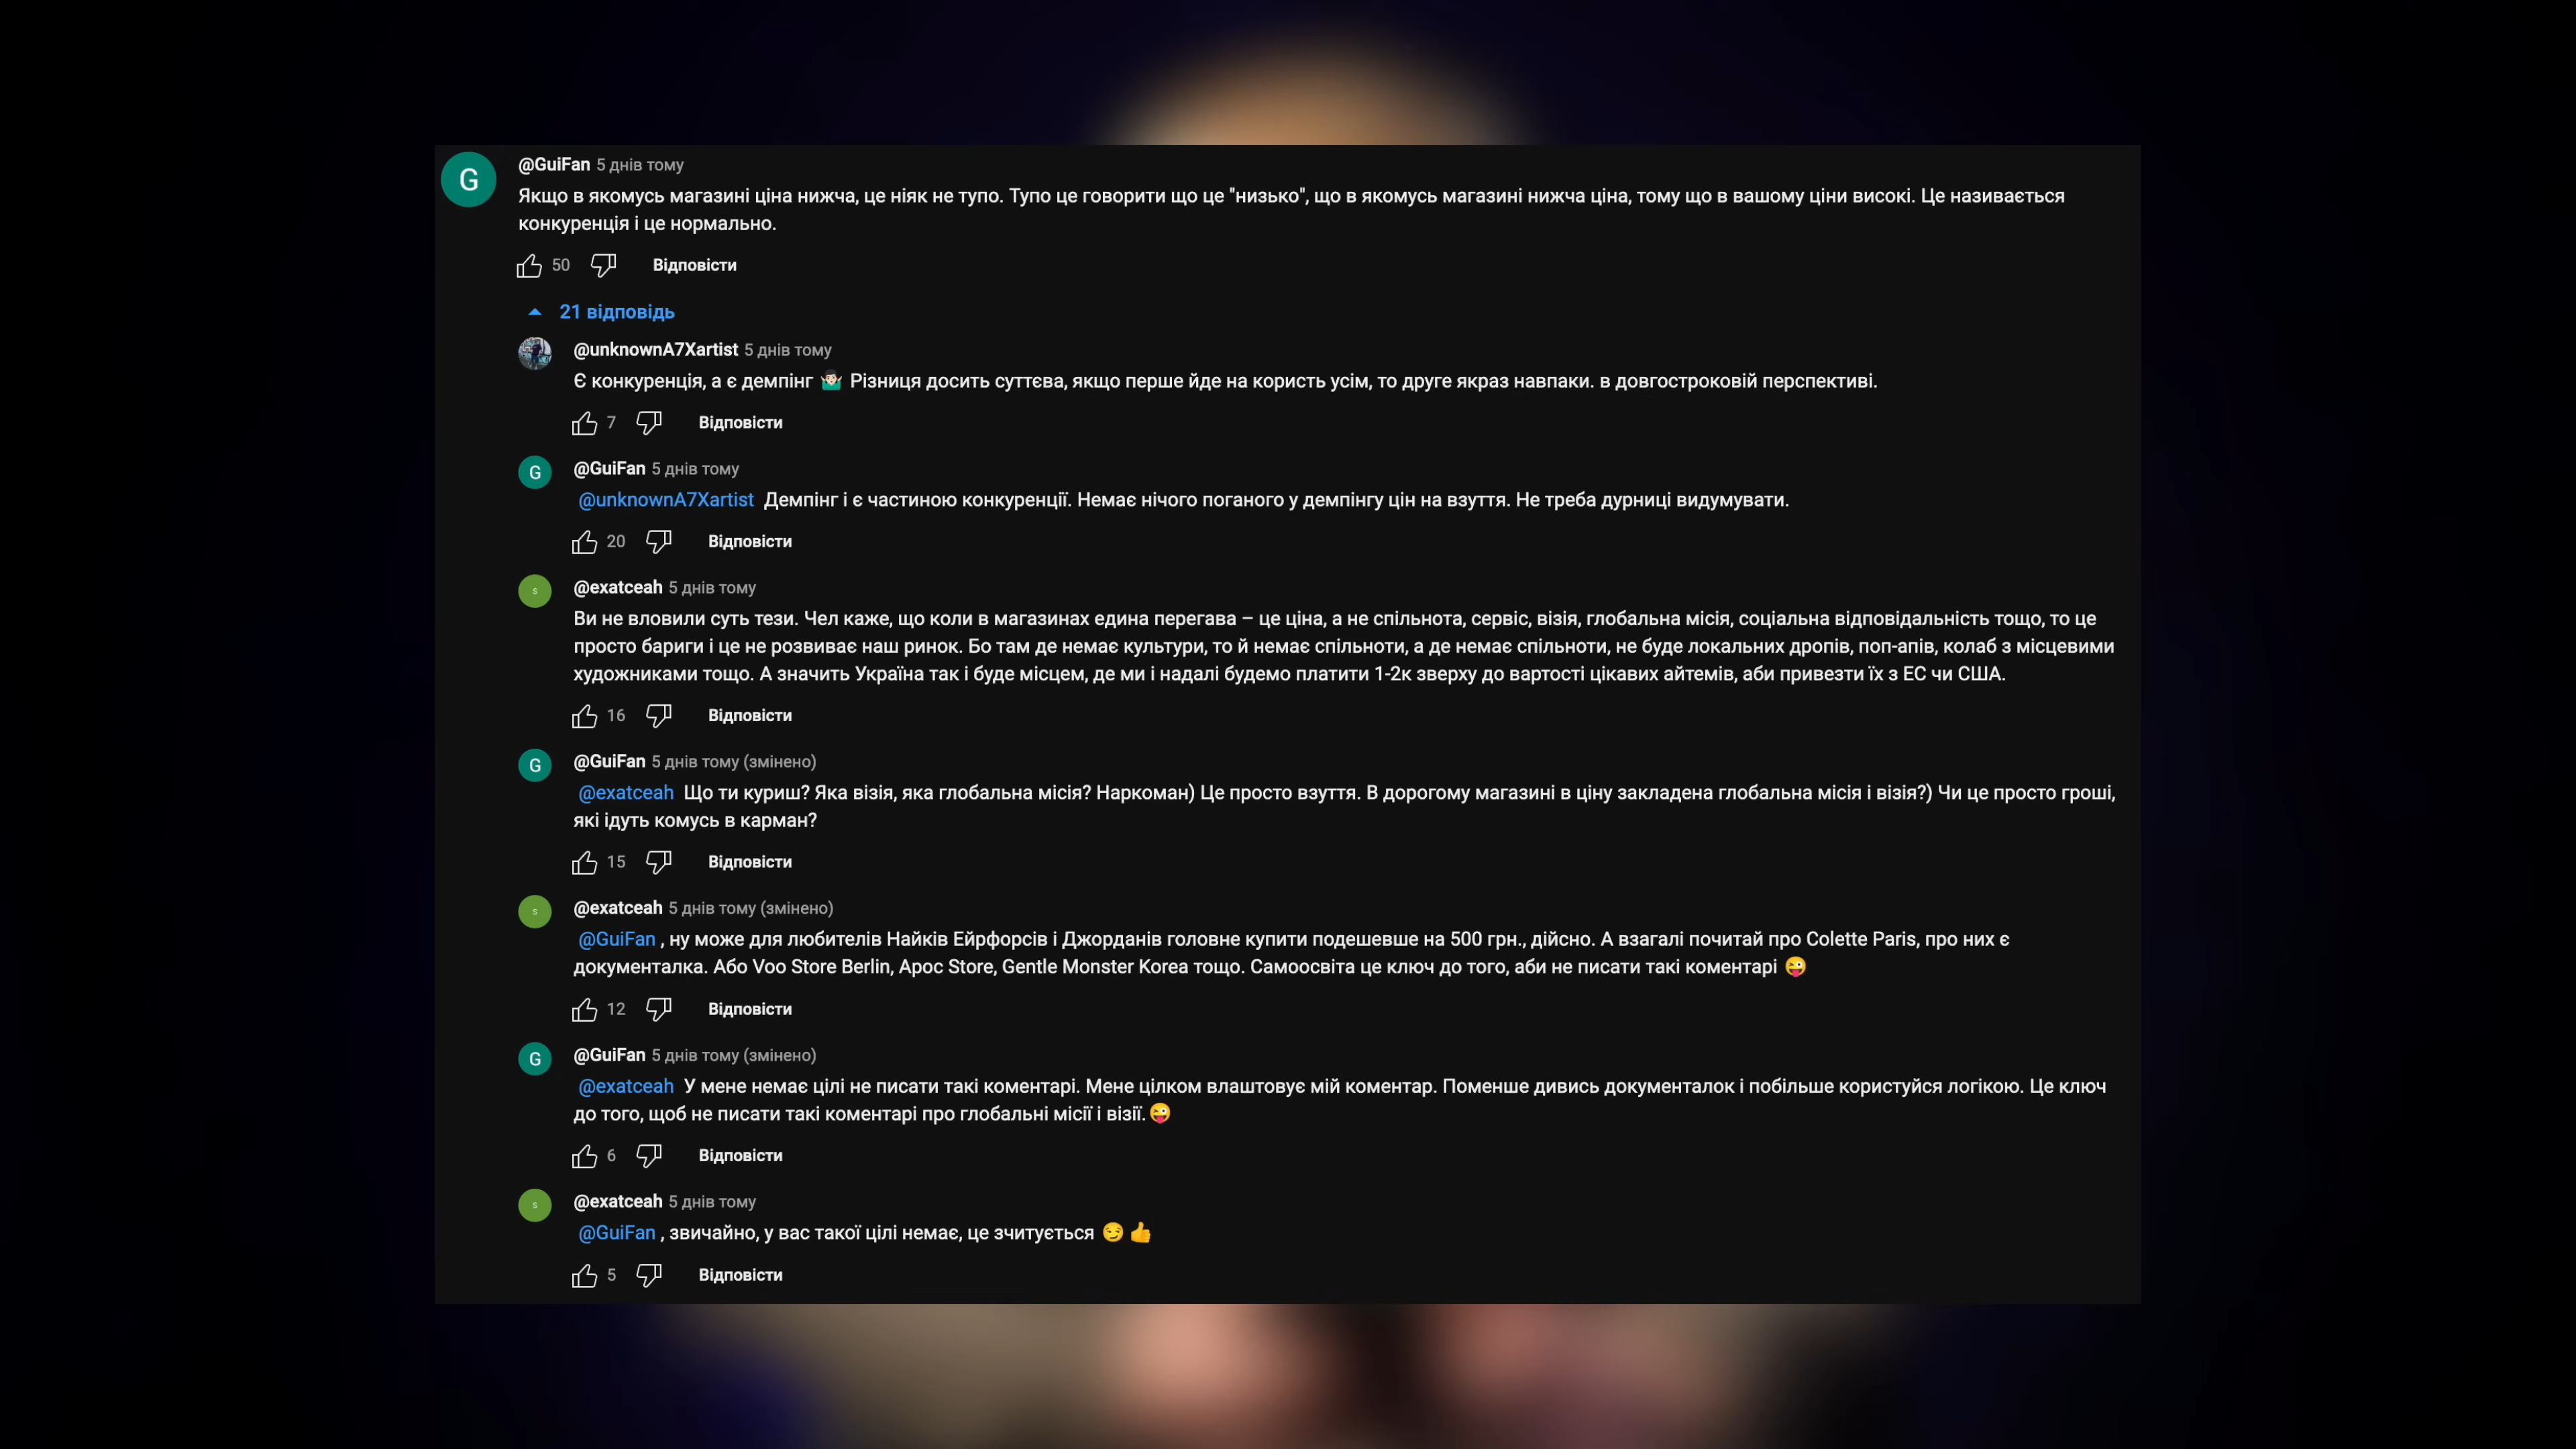 G
@GuiFan 5 днів тому
Якщо в якомусь магазині ціна нижча, це ніяк не тупо. Тупо це говорити що це "низько", що в якомусь магазині нижча ціна, тому що в вашому ціни високі. Це називається
конкуренція і це нормально.
50 Відповісти
21 відповідь
@unknownA7Xartist 5 днів тому
Є конкуренція, а є демпінг 🤷🏻‍♂️ Різниця досить суттєва, якщо перше йде на користь усім, то друге якраз навпаки. в довгостроковій перспективі.
7 Відповісти
G
@GuiFan 5 днів тому
@unknownA7Xartist Демпінг і є частиною конкуренції. Немає нічого поганого у демпінгу цін на взуття. Не треба дурниці видумувати.
20 Відповісти
s
@exatceah 5 днів тому
Ви не вловили суть тези. Чел каже, що коли в магазинах едина перегава – це ціна, а не спільнота, сервіс, візія, глобальна місія, соціальна відповідальність тощо, то це
просто бариги і це не розвиває наш ринок. Бо там де немає культури, то й немає спільноти, а де немає спільноти, не буде локальних дропів, поп-апів, колаб з місцевими
художниками тощо. А значить Україна так і буде місцем, де ми і надалі будемо платити 1-2к зверху до вартості цікавих айтемів, аби привезти їх з ЕС чи США.
16 Відповісти
G
@GuiFan 5 днів тому (змінено)
@exatceah Що ти куриш? Яка візія, яка глобальна місія? Наркоман) Це просто взуття. В дорогому магазині в ціну закладена глобальна місія і візія?) Чи це просто гроші,
які ідуть комусь в карман?
15 Відповісти
s
@exatceah 5 днів тому (змінено)
@GuiFan , ну може для любителів Найків Ейрфорсів і Джорданів головне купити подешевше на 500 грн., дійсно. А взагалі почитай про Colette Paris, про них є
документалка. Або Voo Store Berlin, Apoc Store, Gentle Monster Korea тощо. Самоосвіта це ключ до того, аби не писати такі коментарі 😜
12 Відповісти
G
@GuiFan 5 днів тому (змінено)
@exatceah У мене немає цілі не писати такі коментарі. Мене цілком влаштовує мій коментар. Поменше дивись документалок і побільше користуйся логікою. Це ключ
до того, щоб не писати такі коментарі про глобальні місії і візії.😜
6 Відповісти
s
@exatceah 5 днів тому
@GuiFan , звичайно, у вас такої цілі немає, це зчитується 😏👍
5 Відповісти